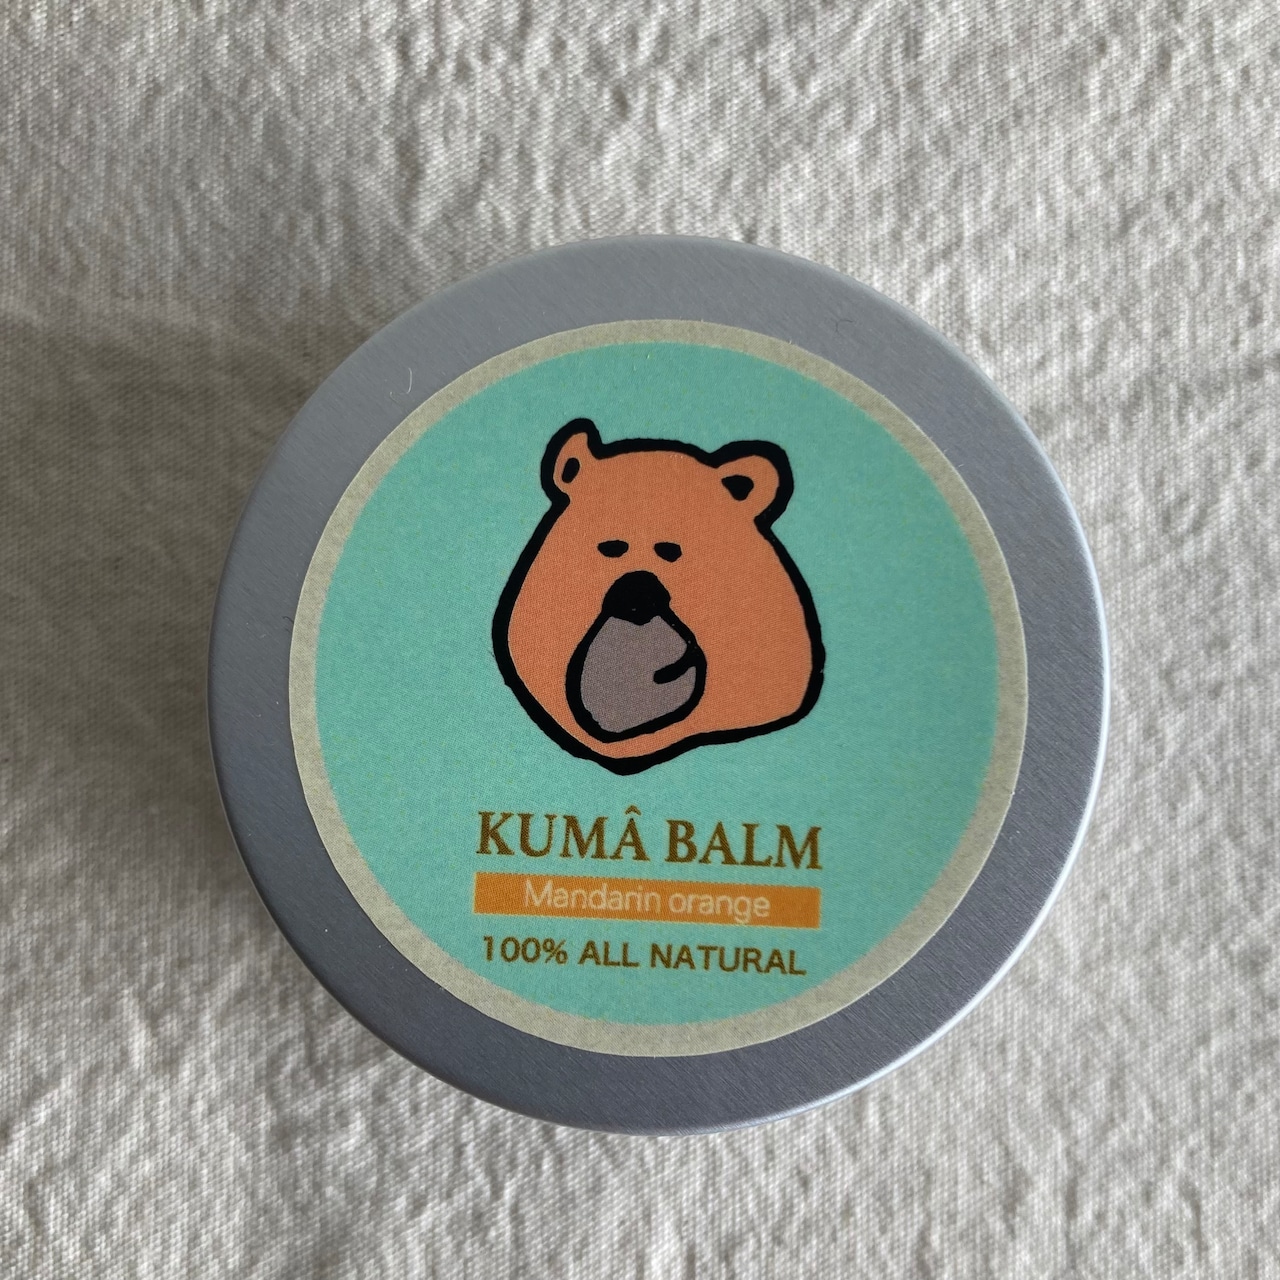 KUMÂ BALM
Mandarin orange
100% ALL NATURAL